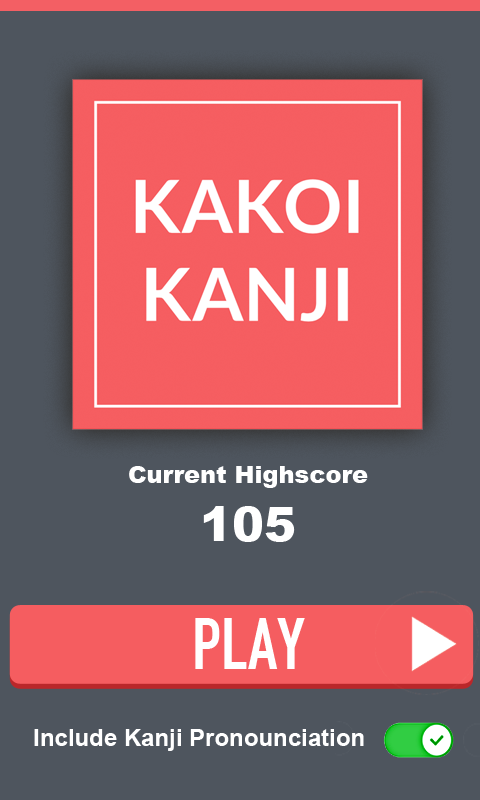 KAKOI
KANJI
Current Highscore
105
PLAY
Include Kanji Pronounciation